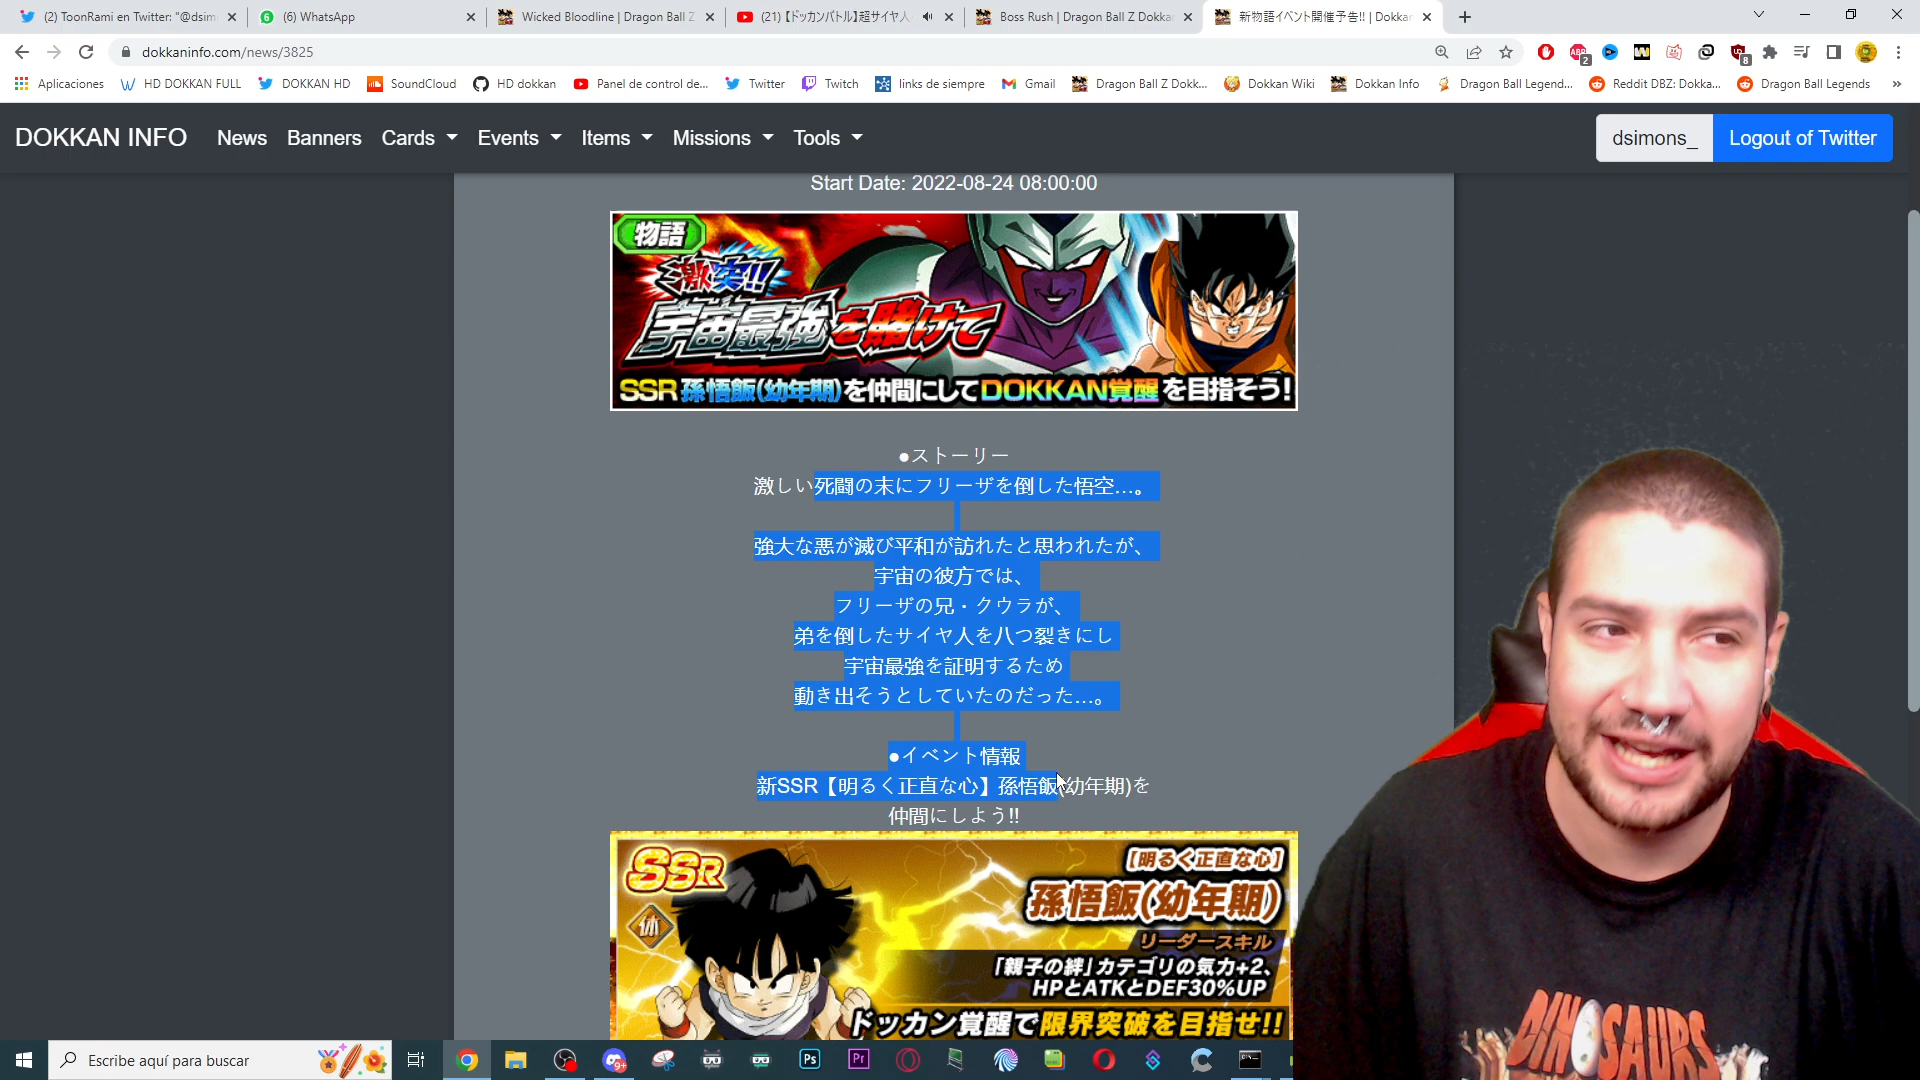 (2) ToonRami en Twitter: "@dsim
(6) WhatsApp
Wicked Bloodline | Dragon Ball Z
(21)【ドッカンバトル】超サイヤ人
Boss Rush | Dragon Ball Z Dokka
新物語イベント開催予告!! | Dokka
dokkaninfo.com/news/3825
Aplicaciones
HD DOKKAN FULL
DOKKAN HD
SoundCloud
HD dokkan
Panel de control de...
Twitter
Twitch
links de siempre
Gmail
Dragon Ball Z Dokk...
Dokkan Wiki
Dokkan Info
Dragon Ball Legend...
Reddit DBZ: Dokka...
Dragon Ball Legends
DOKKAN INFO
News
Banners
Cards
Events
Items
Missions
Tools
dsimons_
Logout of Twitter
Start Date: 2022-08-24 08:00:00
物語
激突!!
宇宙最強を賭けて
SSR孫悟飯(幼年期)を仲間にしてDOKKAN覚醒を目指そう!
●ストーリー
激しい死闘の末にフリーザを倒した悟空…。
強大な悪が滅び平和が訪れたと思われたが、
宇宙の彼方では、
フリーザの兄・クウラが、
弟を倒したサイヤ人を八つ裂きにし
宇宙最強を証明するため
動き出そうとしていたのだった…。
●イベント情報
新SSR【明るく正直な心】孫悟飯(幼年期)を
仲間にしよう!!
SSR
体
[明るく正直な心]
孫悟飯(幼年期)
リーダースキル
「親子の絆」カテゴリの気力+2、
HPとATKとDEF30%UP
ドッカン覚醒で限界突破を目指せ!!
DINOSAURS
Escribe aquí para buscar
9+
Ps
Pr